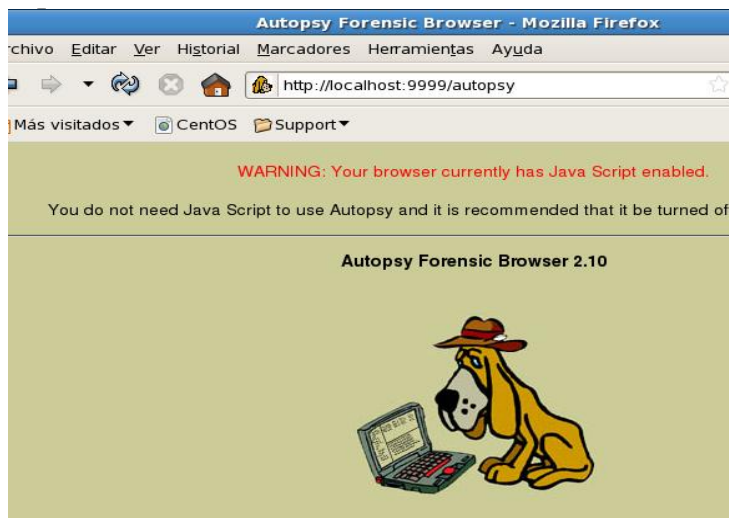 Autopsy Forensic Browser - Mozilla Firefox
rchivo Editar Ver Historial Marcadores Herramientas Ayuda
http://localhost:9999/autopsy
Más visitados CentOS Support
WARNING: Your browser currently has Java Script enabled.
You do not need Java Script to use Autopsy and it is recommended that it be turned of
Autopsy Forensic Browser 2.10